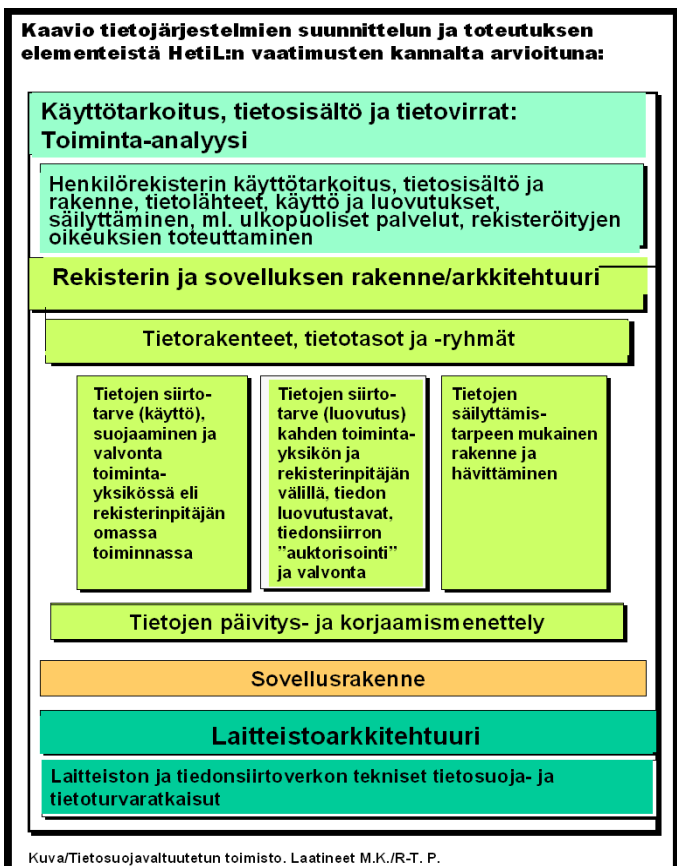 Kaavio tietojärjestelmien suunnittelun ja toteutuksen
elementeistä HetiL:n vaatimusten kannalta arvioituna:
Käyttötarkoitus, tietosisältö ja tietovirrat:
Toiminta-analyysi
Henkilörekisterin käyttötarkoitus, tietosisältö ja
rakenne, tietolähteet, käyttö ja luovutukset,
säilyttäminen, ml. ulkopuoliset palvelut, rekisteröityjen
oikeuksien toteuttaminen
Rekisterin ja sovelluksen rakenne/arkkitehtuuri
Tietorakenteet, tietotasot ja -ryhmät
Tietojen siirto-
tarve (käyttö),
suojaaminen ja
valvonta
toiminta-
yksikössä eli
rekisterinpitäjän
omassa
toiminnassa
Tietojen siirto-
tarve (luovutus)
kahden toiminta-
yksikön ja
rekisterinpitäjän
välillä, tiedon
luovutustavat,
tiedonsiirron
”auktorisointi”
ja valvonta
Tietojen
säilyttämis-
tarpeen mukainen
rakenne ja
hävittäminen
Tietojen päivitys- ja korjaamismenettely
Sovellusrakenne
Laitteistoarkkitehtuuri
Laitteiston ja tiedonsiirtoverkon tekniset tietosuoja- ja
tietoturvaratkaisut
Kuva/Tietosuojavaltuutetun toimisto. Laatineet M.K./R-T. P.